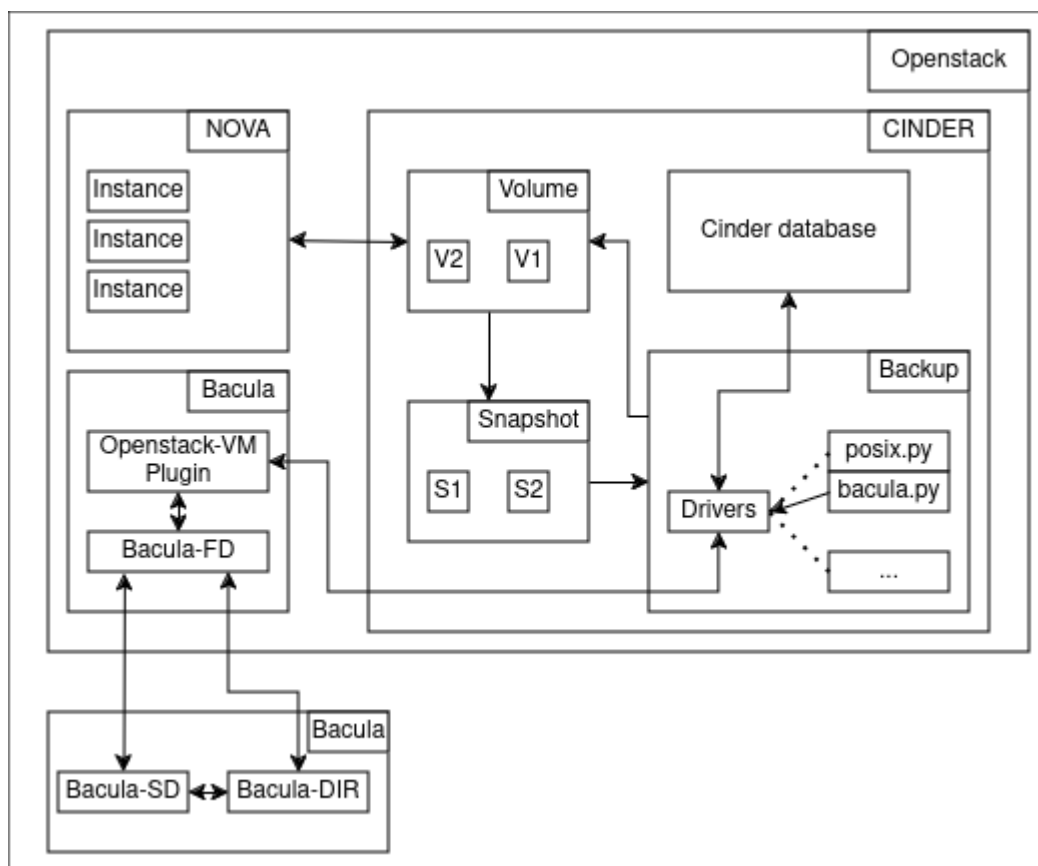 Openstack
NOVA
Instance
Instance
Instance
CINDER
Volume
V2
V1
Cinder database
Snapshot
S1
S2
Backup
posix.py
bacula.py
Drivers
...
Bacula
Openstack-VM
Plugin
Bacula-FD
Bacula
Bacula-SD
Bacula-DIR